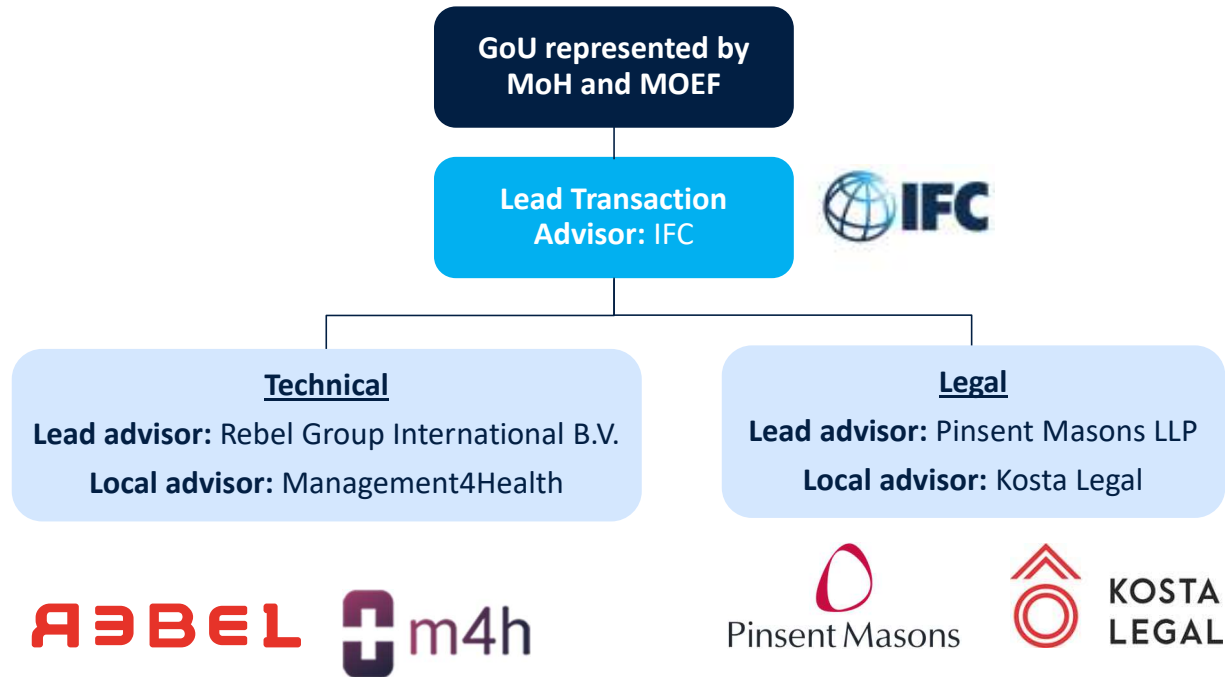 GoU represented by
MoH and MOEF
Lead Transaction
Advisor: IFC
IFC
Technical
Lead advisor: Rebel Group International B.V.
Local advisor: Management4Health
Legal
Lead advisor: Pinsent Masons LLP
Local advisor: Kosta Legal
REBEL
m4h
Pinsent Masons
KOSTA
LEGAL